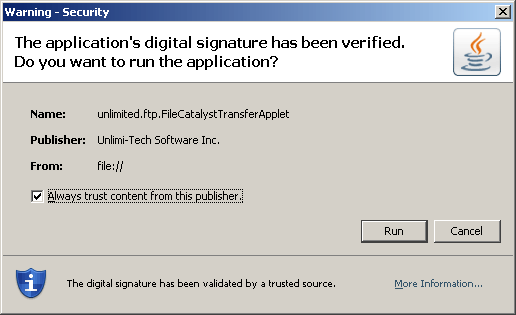 Warning - Security
The application's digital signature has been verified.
Do you want to run the application?
Name: unlimited.ftp.FileCatalystTransferApplet
Publisher: Unlimi-Tech Software Inc.
From: file://
Always trust content from this publisher.
Run Cancel
The digital signature has been validated by a trusted source. More Information...